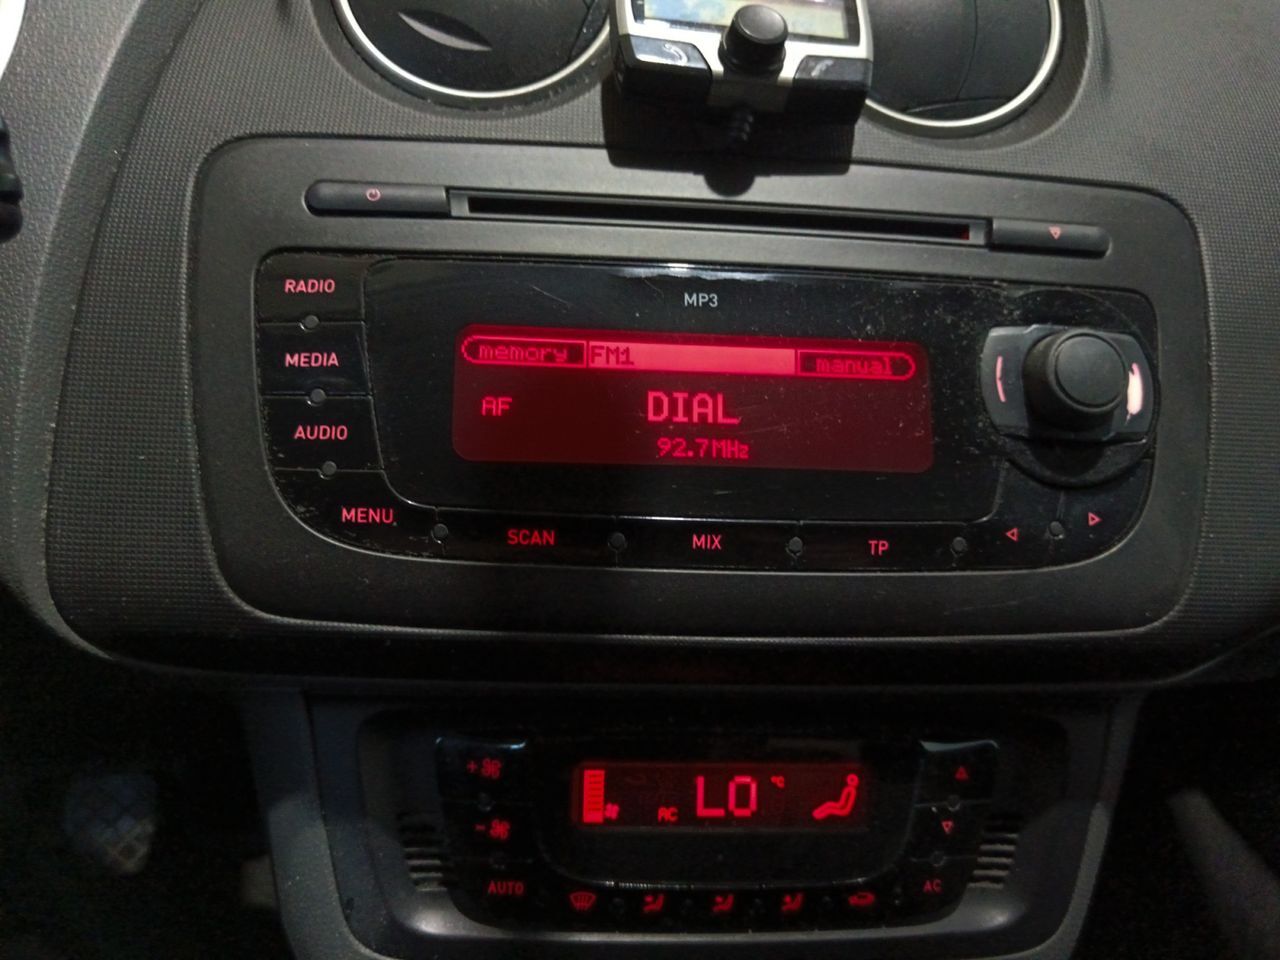 RADIO
MP3
MEDIA
memory FM1 manual
AF DIAL
92.7MHz
AUDIO
MENU
SCAN
MIX
TP
AC LO °C
AUTO
AC